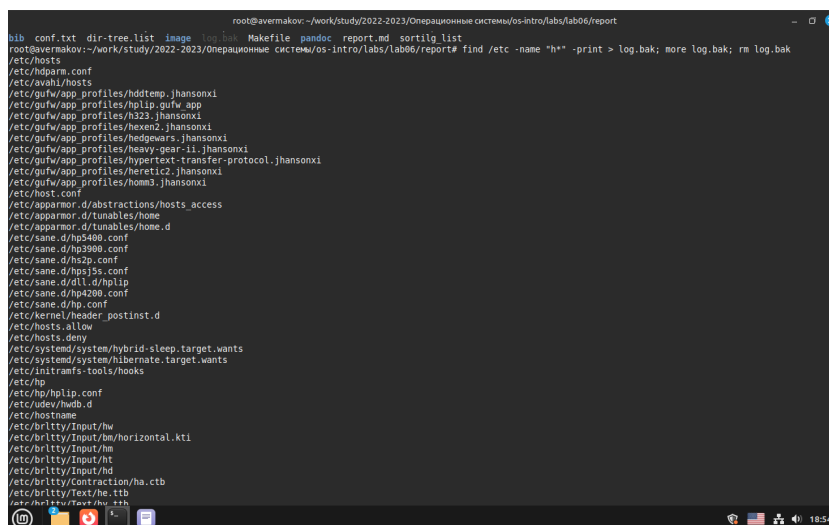 root@avermakov: ~/work/study/2022-2023/Операционные системы/os-intro/labs/lab06/report
bib conf.txt dir-tree.list image log.bak Makefile pandoc report.md sortilg_list
root@avermakov:~/work/study/2022-2023/Операционные системы/os-intro/labs/lab06/report# find /etc -name "h*" -print > log.bak; more log.bak; rm log.bak
/etc/hosts
/etc/hdparm.conf
/etc/avahi/hosts
/etc/gufw/app_profiles/hddtemp.jhansonxi
/etc/gufw/app_profiles/hplip.gufw_app
/etc/gufw/app_profiles/h323.jhansonxi
/etc/gufw/app_profiles/hexen2.jhansonxi
/etc/gufw/app_profiles/hedgewars.jhansonxi
/etc/gufw/app_profiles/heavy-gear-ii.jhansonxi
/etc/gufw/app_profiles/hypertext-transfer-protocol.jhansonxi
/etc/gufw/app_profiles/heretic2.jhansonxi
/etc/gufw/app_profiles/homm3.jhansonxi
/etc/host.conf
/etc/apparmor.d/abstractions/hosts_access
/etc/apparmor.d/tunables/home
/etc/apparmor.d/tunables/home.d
/etc/sane.d/hp5400.conf
/etc/sane.d/hp3900.conf
/etc/sane.d/hs2p.conf
/etc/sane.d/hpsj5s.conf
/etc/sane.d/dll.d/hplip
/etc/sane.d/hp4200.conf
/etc/sane.d/hp.conf
/etc/kernel/header_postinst.d
/etc/hosts.allow
/etc/hosts.deny
/etc/systemd/system/hybrid-sleep.target.wants
/etc/systemd/system/hibernate.target.wants
/etc/initramfs-tools/hooks
/etc/hp
/etc/hp/hplip.conf
/etc/udev/hwdb.d
/etc/hostname
/etc/brltty/Input/hw
/etc/brltty/Input/bm/horizontal.kti
/etc/brltty/Input/hm
/etc/brltty/Input/ht
/etc/brltty/Input/hd
/etc/brltty/Contraction/ha.ctb
/etc/brltty/Text/he.ttb
/etc/brltty/Text/hy.ttb
2
18:54